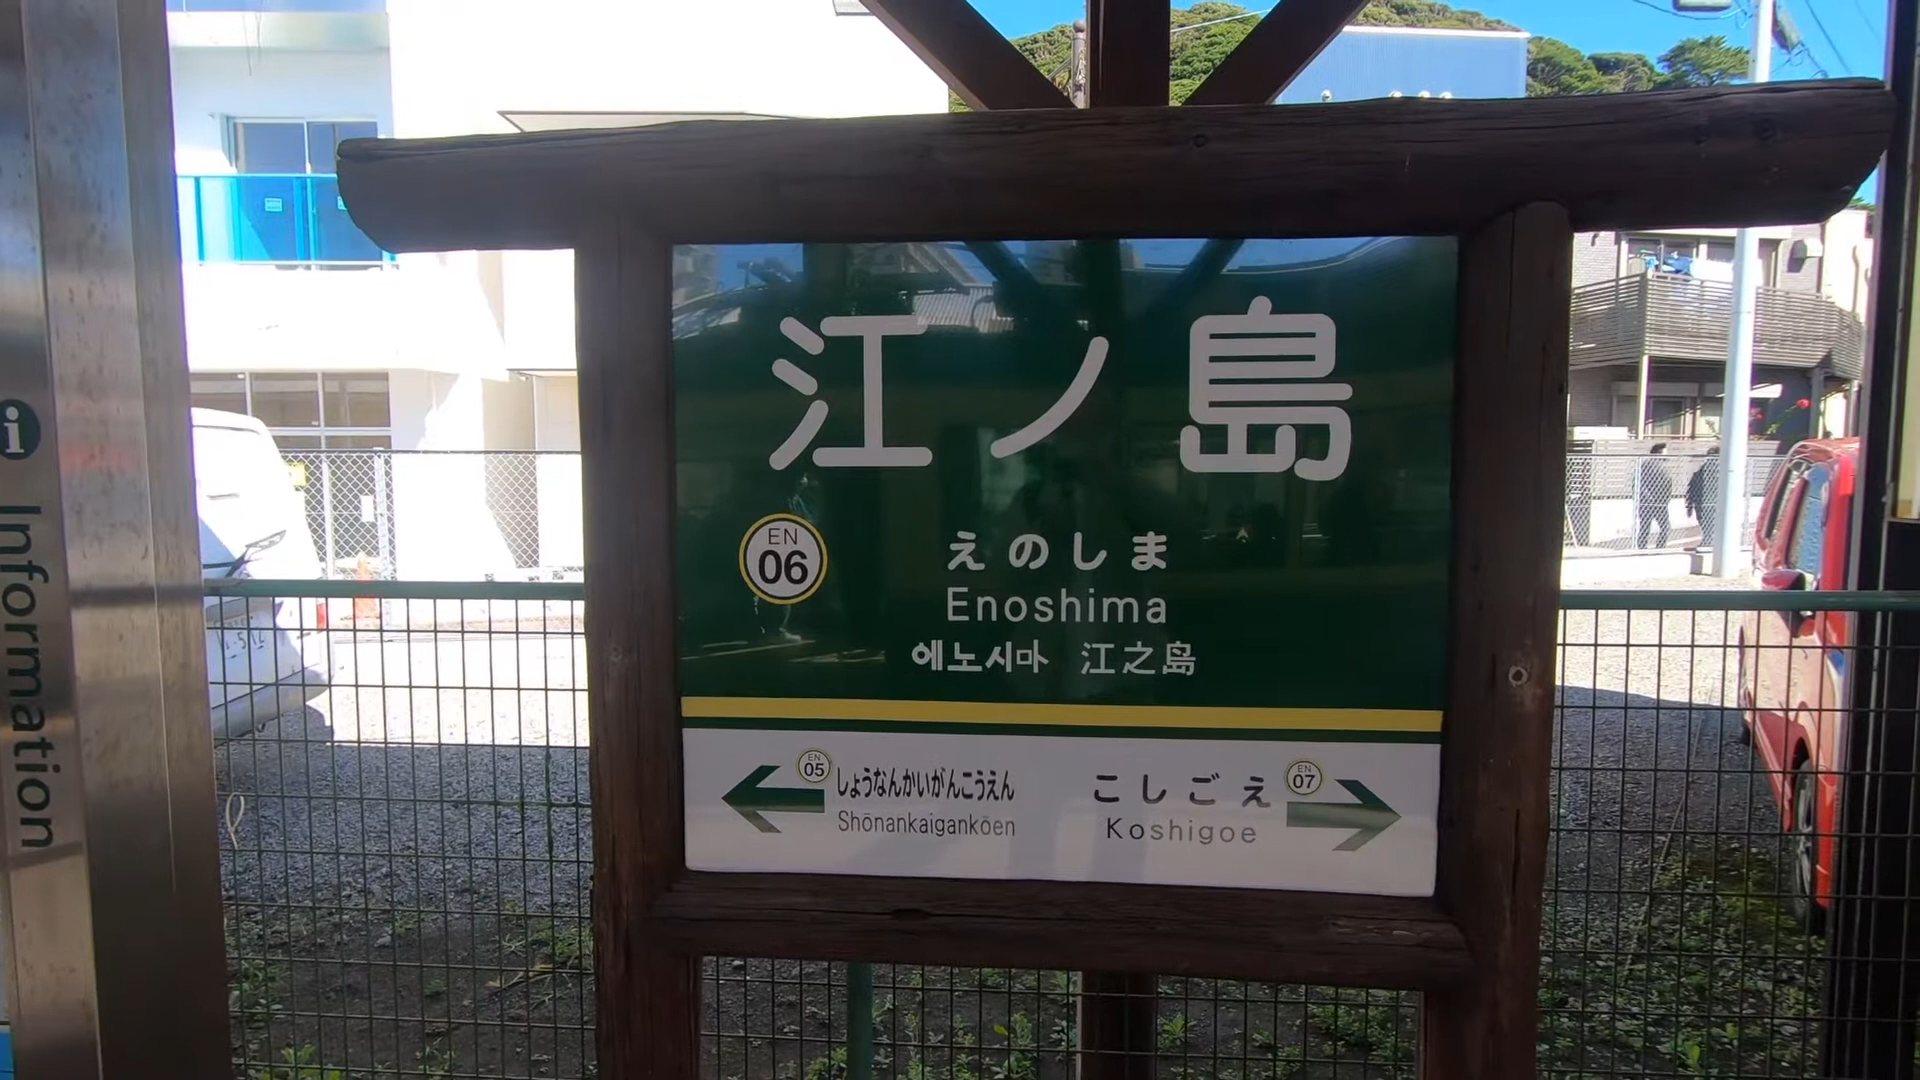 江ノ島
EN
06
えのしま
Enoshima
에노시마 江之島
EN
05
しょうなんかいがんこうえん
Shōnankaigankōen
こしごえ
Koshigoe
EN
07
i Information